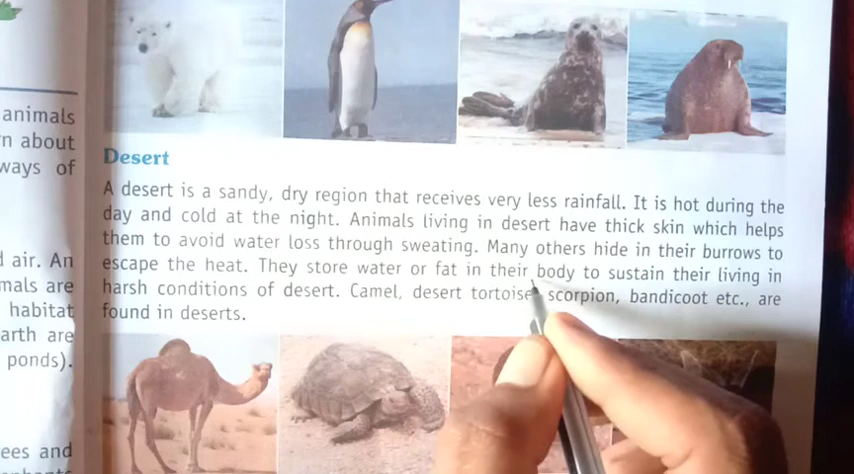 animals
n about
ways of
d air. An
mals are
habitat
arth are
ponds).
ees and
Desert
A desert is a sandy, dry region that receives very less rainfall. It is hot during the
day and cold at the night. Animals living in desert have thick skin which helps
them to avoid water loss through sweating. Many others hide in their burrows to
escape the heat. They store water or fat in their body to sustain their living in
harsh conditions of desert. Camel, desert tortoise, scorpion, bandicoot etc., are
found in deserts.